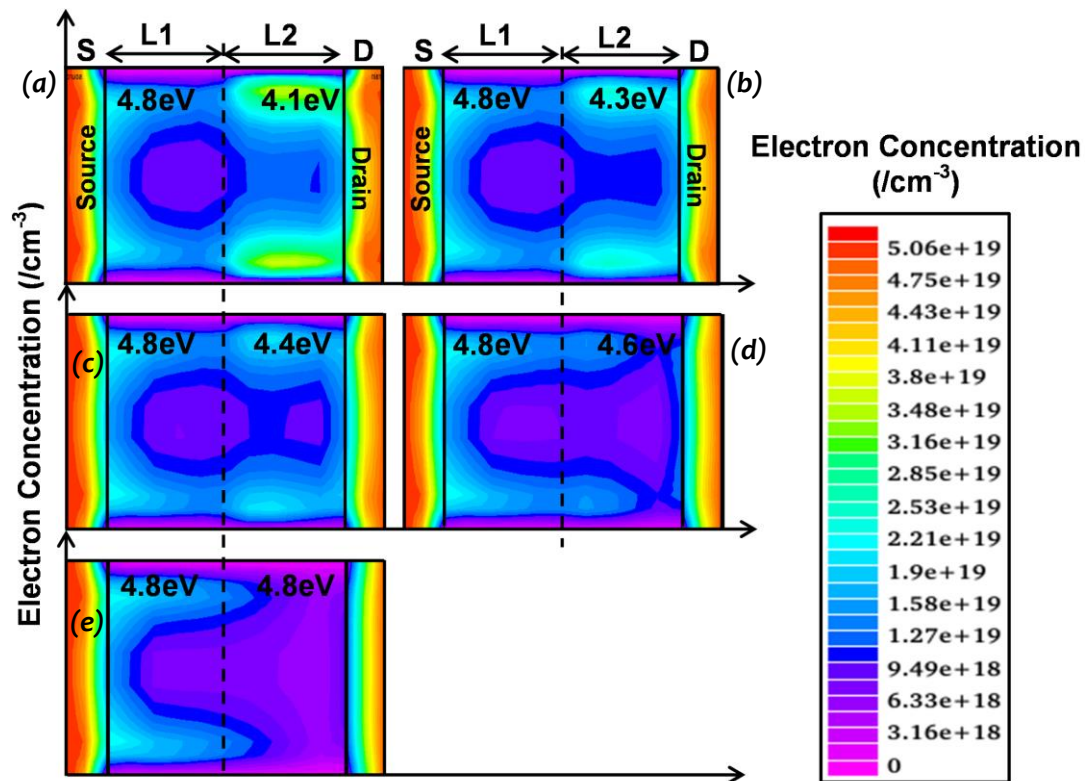 S L1 L2 D
S L1 L2 D
(a)
4.8eV 4.1eV
Source
Drain
4.8eV 4.3eV
(b)
Source
Drain
Electron Concentration
(/cm-3)
Electron Concentration (/cm-3)
(c)
4.8eV 4.4eV
4.8eV 4.6eV
(d)
(e)
4.8eV 4.8eV
5.06e+19
4.75e+19
4.43e+19
4.11e+19
3.8e+19
3.48e+19
3.16e+19
2.85e+19
2.53e+19
2.21e+19
1.9e+19
1.58e+19
1.27e+19
9.49e+18
6.33e+18
3.16e+18
0